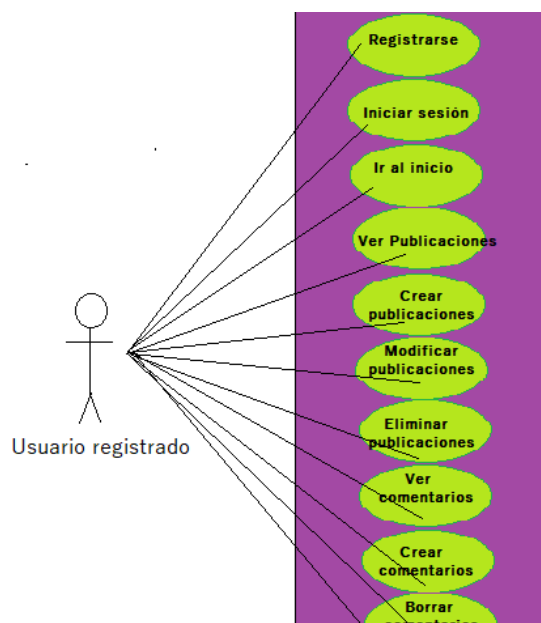 Registrarse
Iniciar sesión
Ir al inicio
Ver Publicaciones
Crear
publicaciones
Modificar
publicaciones
Eliminar
publicaciones
Usuario registrado
Ver
comentarios
Crear
comentarios
Borrar
comentarios